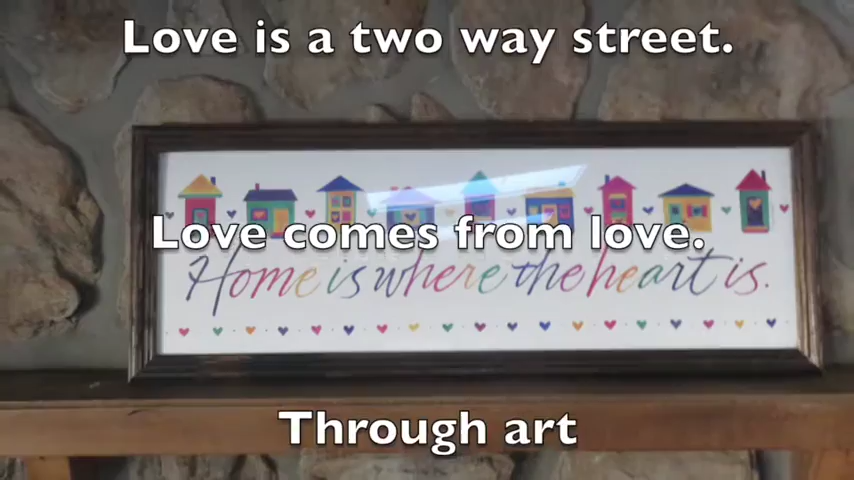 Love is a two way street.
Love comes from love.
Home is where the heart is.
Through art